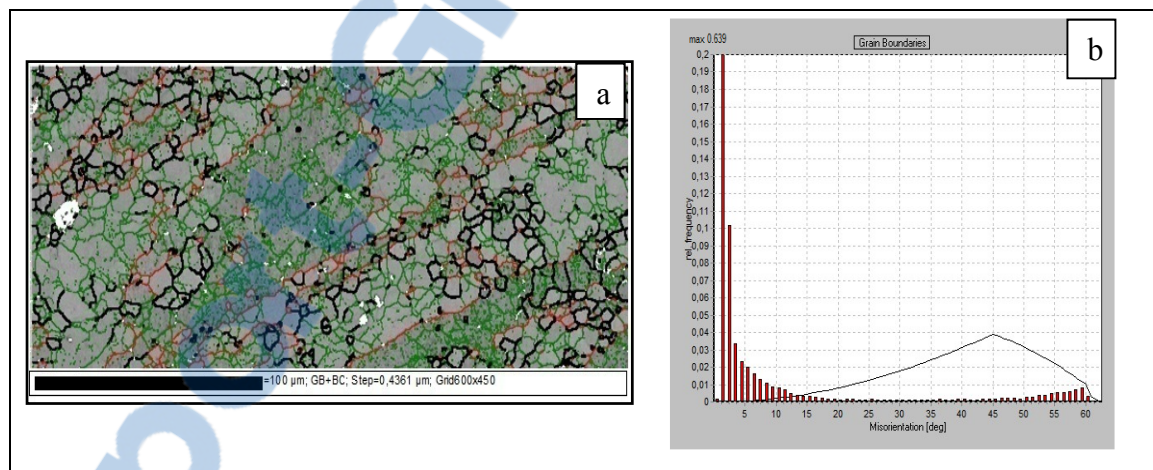 a
=100 µm; GB+BC; Step=0,4361 µm; Grid600x450
b
max 0.639
Grain Boundaries
0,2
0,19
0,18
0,17
0,16
0,15
0,14
0,13
0,12
0,11
0,1
0,09
0,08
0,07
0,06
0,05
0,04
0,03
0,02
0,01
0
rel. frequency
5 10 15 20 25 30 35 40 45 50 55 60
Misorientation [deg]